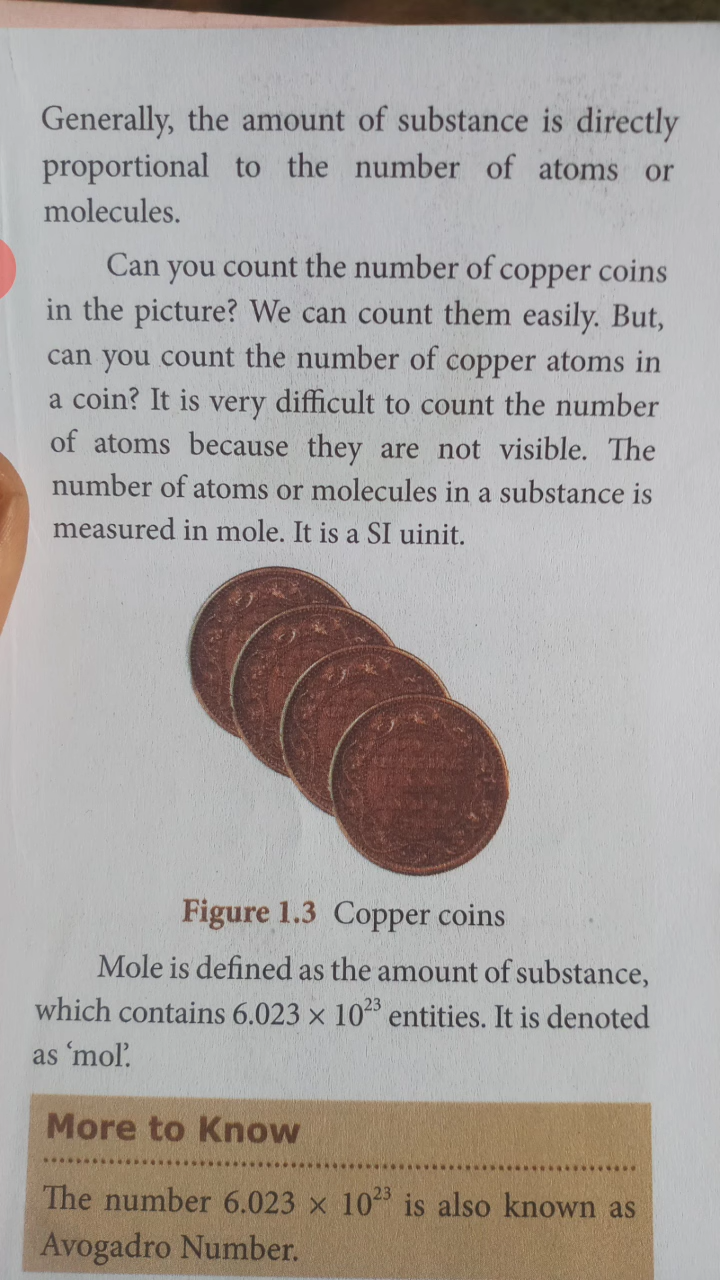 Generally, the amount of substance is directly
proportional to the number of atoms or
molecules.
Can you count the number of copper coins
in the picture? We can count them easily. But,
can you count the number of copper atoms in
a coin? It is very difficult to count the number
of atoms because they are not visible. The
number of atoms or molecules in a substance is
measured in mole. It is a SI uinit.
Figure 1.3 Copper coins
Mole is defined as the amount of substance,
which contains 6.023 × 10²³ entities. It is denoted
as ‘mol’.
More to Know
The number 6.023 × 10²³ is also known as
Avogadro Number.